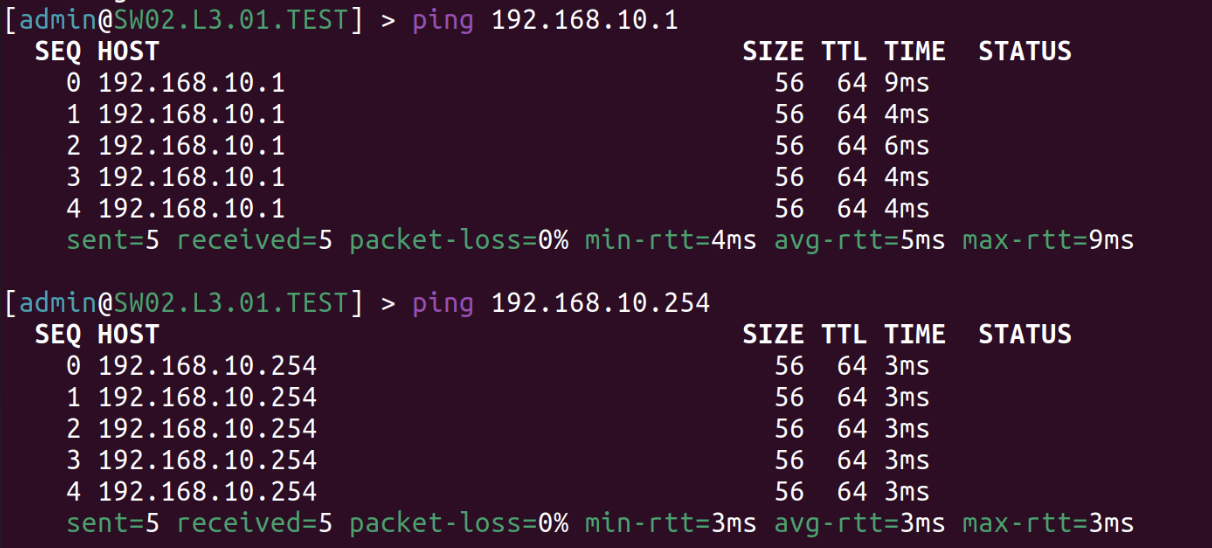 [admin@SW02.L3.01.TEST] > ping 192.168.10.1
SEQ HOST SIZE TTL TIME STATUS
0 192.168.10.1 56 64 9ms
1 192.168.10.1 56 64 4ms
2 192.168.10.1 56 64 6ms
3 192.168.10.1 56 64 4ms
4 192.168.10.1 56 64 4ms
sent=5 received=5 packet-loss=0% min-rtt=4ms avg-rtt=5ms max-rtt=9ms
[admin@SW02.L3.01.TEST] > ping 192.168.10.254
SEQ HOST SIZE TTL TIME STATUS
0 192.168.10.254 56 64 3ms
1 192.168.10.254 56 64 3ms
2 192.168.10.254 56 64 3ms
3 192.168.10.254 56 64 3ms
4 192.168.10.254 56 64 3ms
sent=5 received=5 packet-loss=0% min-rtt=3ms avg-rtt=3ms max-rtt=3ms